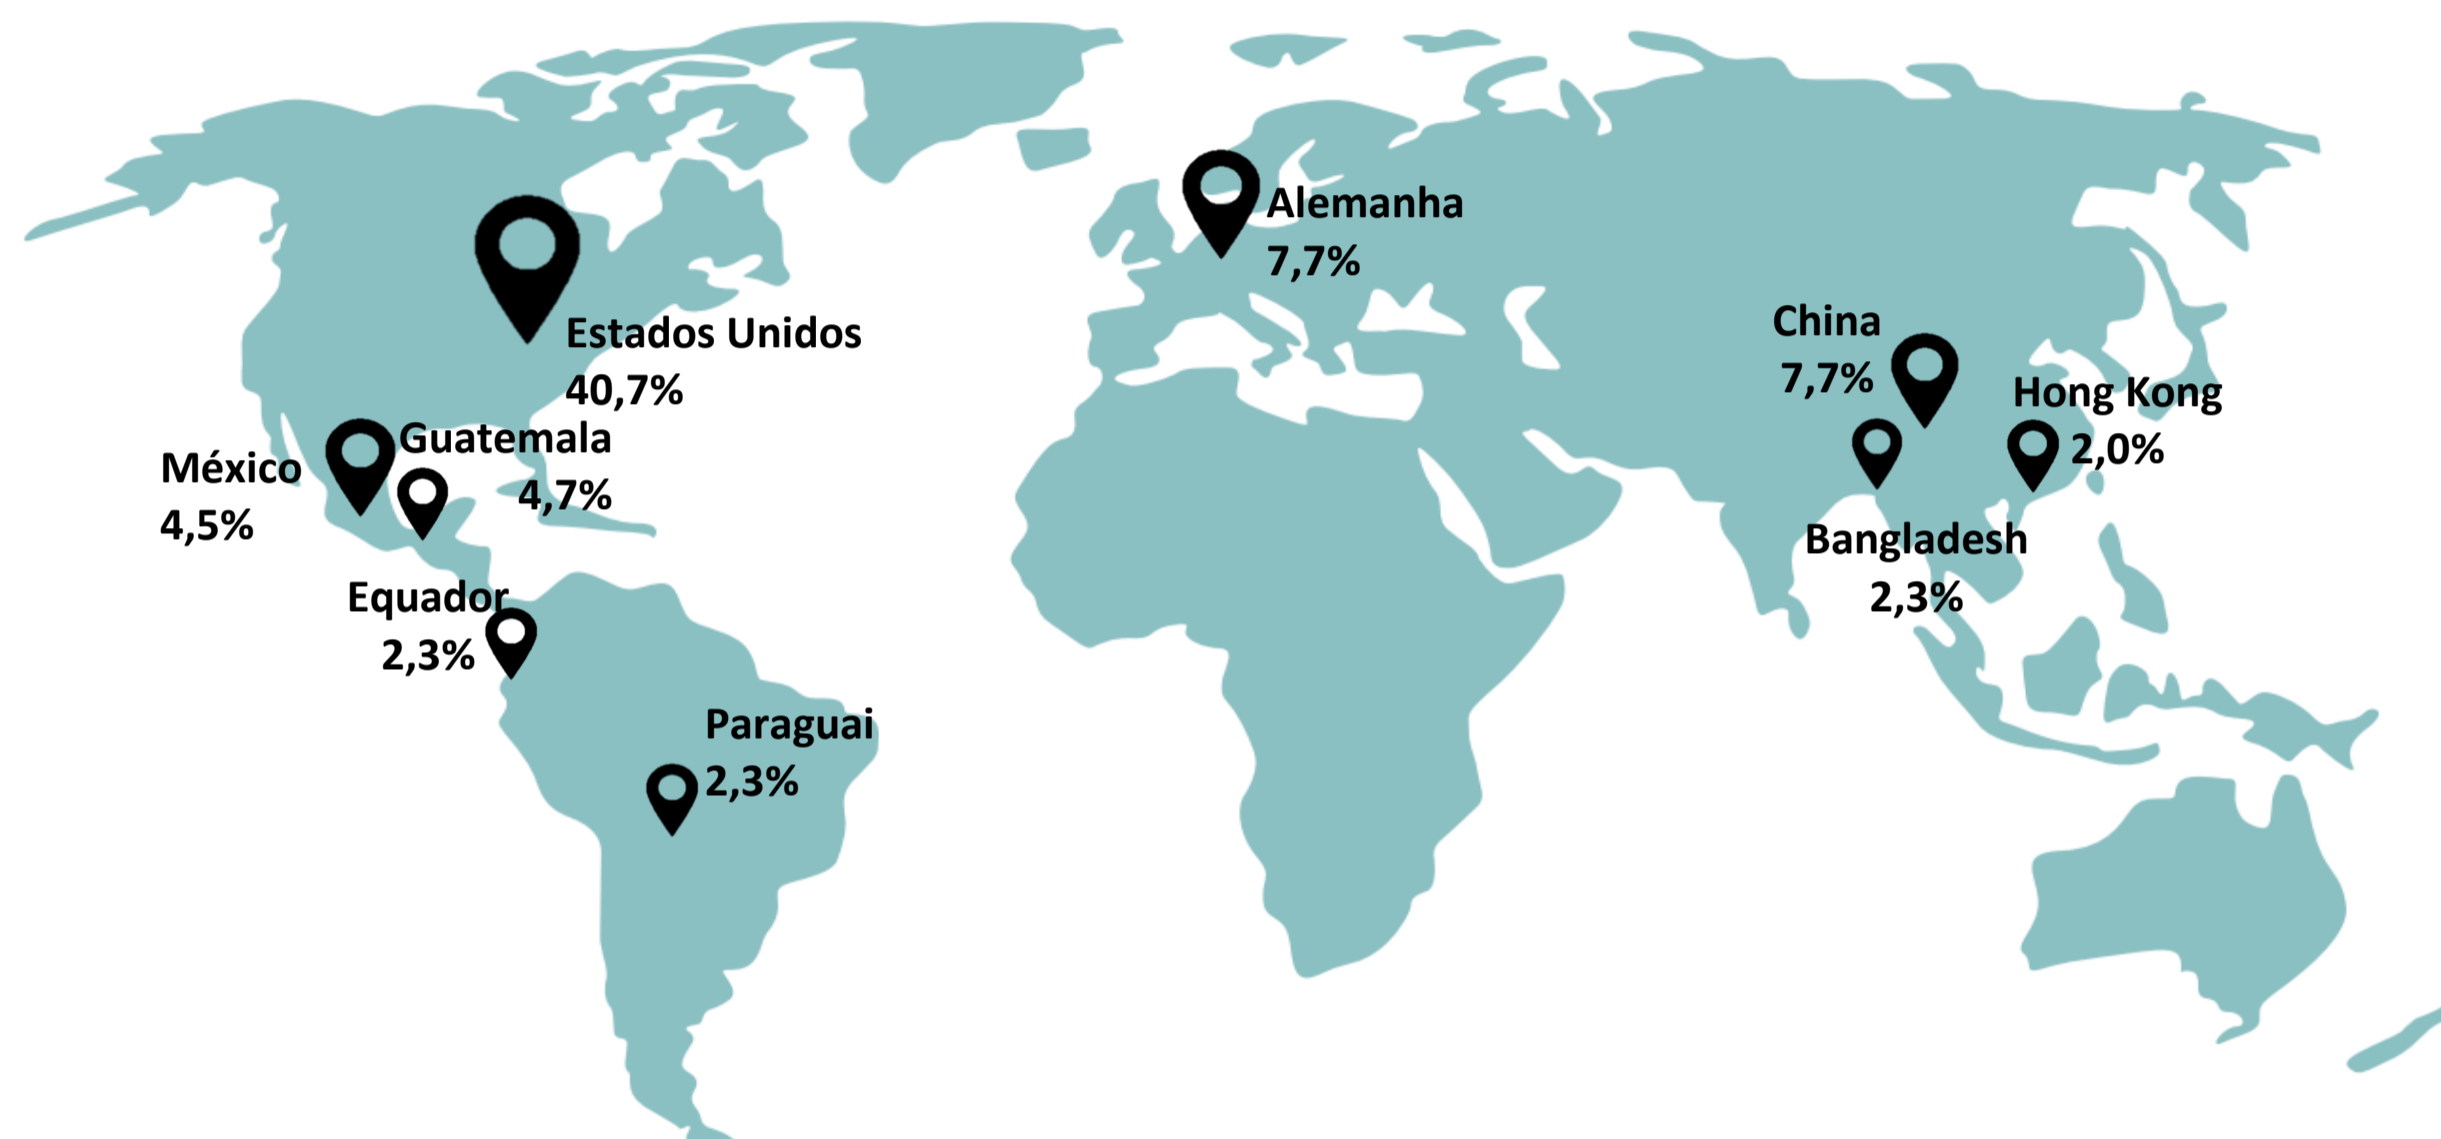 Alemanha
7,7%
Estados Unidos
40,7%
China
7,7%
Hong Kong
2,0%
Guatemala
4,7%
México
4,5%
Bangladesh
2,3%
Equador
2,3%
Paraguai
2,3%